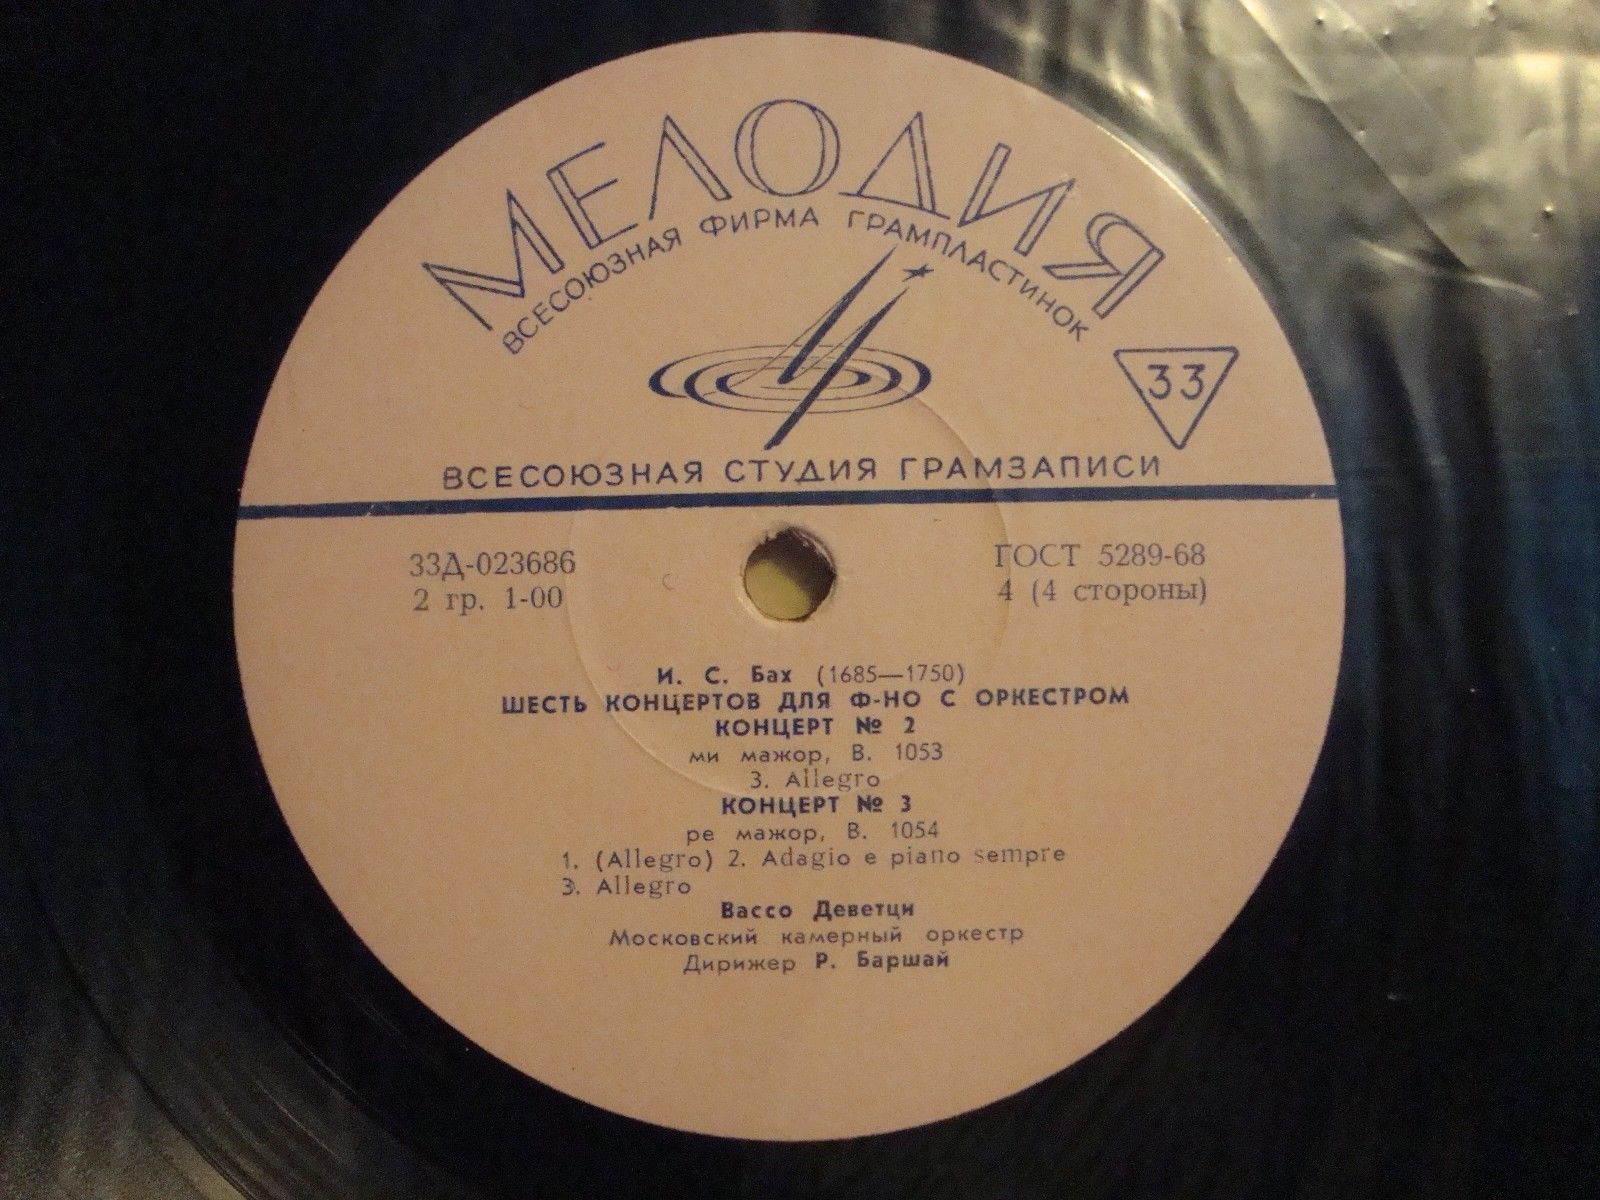 МЕЛОДИЯ
ВСЕСОЮЗНАЯ ФИРМА ГРАМПЛАСТИНОК
33
ВСЕСОЮЗНАЯ СТУДИЯ ГРАМЗАПИСИ
33Д-023686
2 гр. 1-00
ГОСТ 5289-68
4 (4 стороны)
И. С. Бах (1685—1750)
ШЕСТЬ КОНЦЕРТОВ ДЛЯ Ф-НО С ОРКЕСТРОМ
КОНЦЕРТ № 2
ми мажор, В. 1053
3. Allegro
КОНЦЕРТ № 3
ре мажор, В. 1054
1. (Allegro) 2. Adagio e piano sempre
3. Allegro
Вассо Деветци
Московский камерный оркестр
Дирижер Р. Баршай